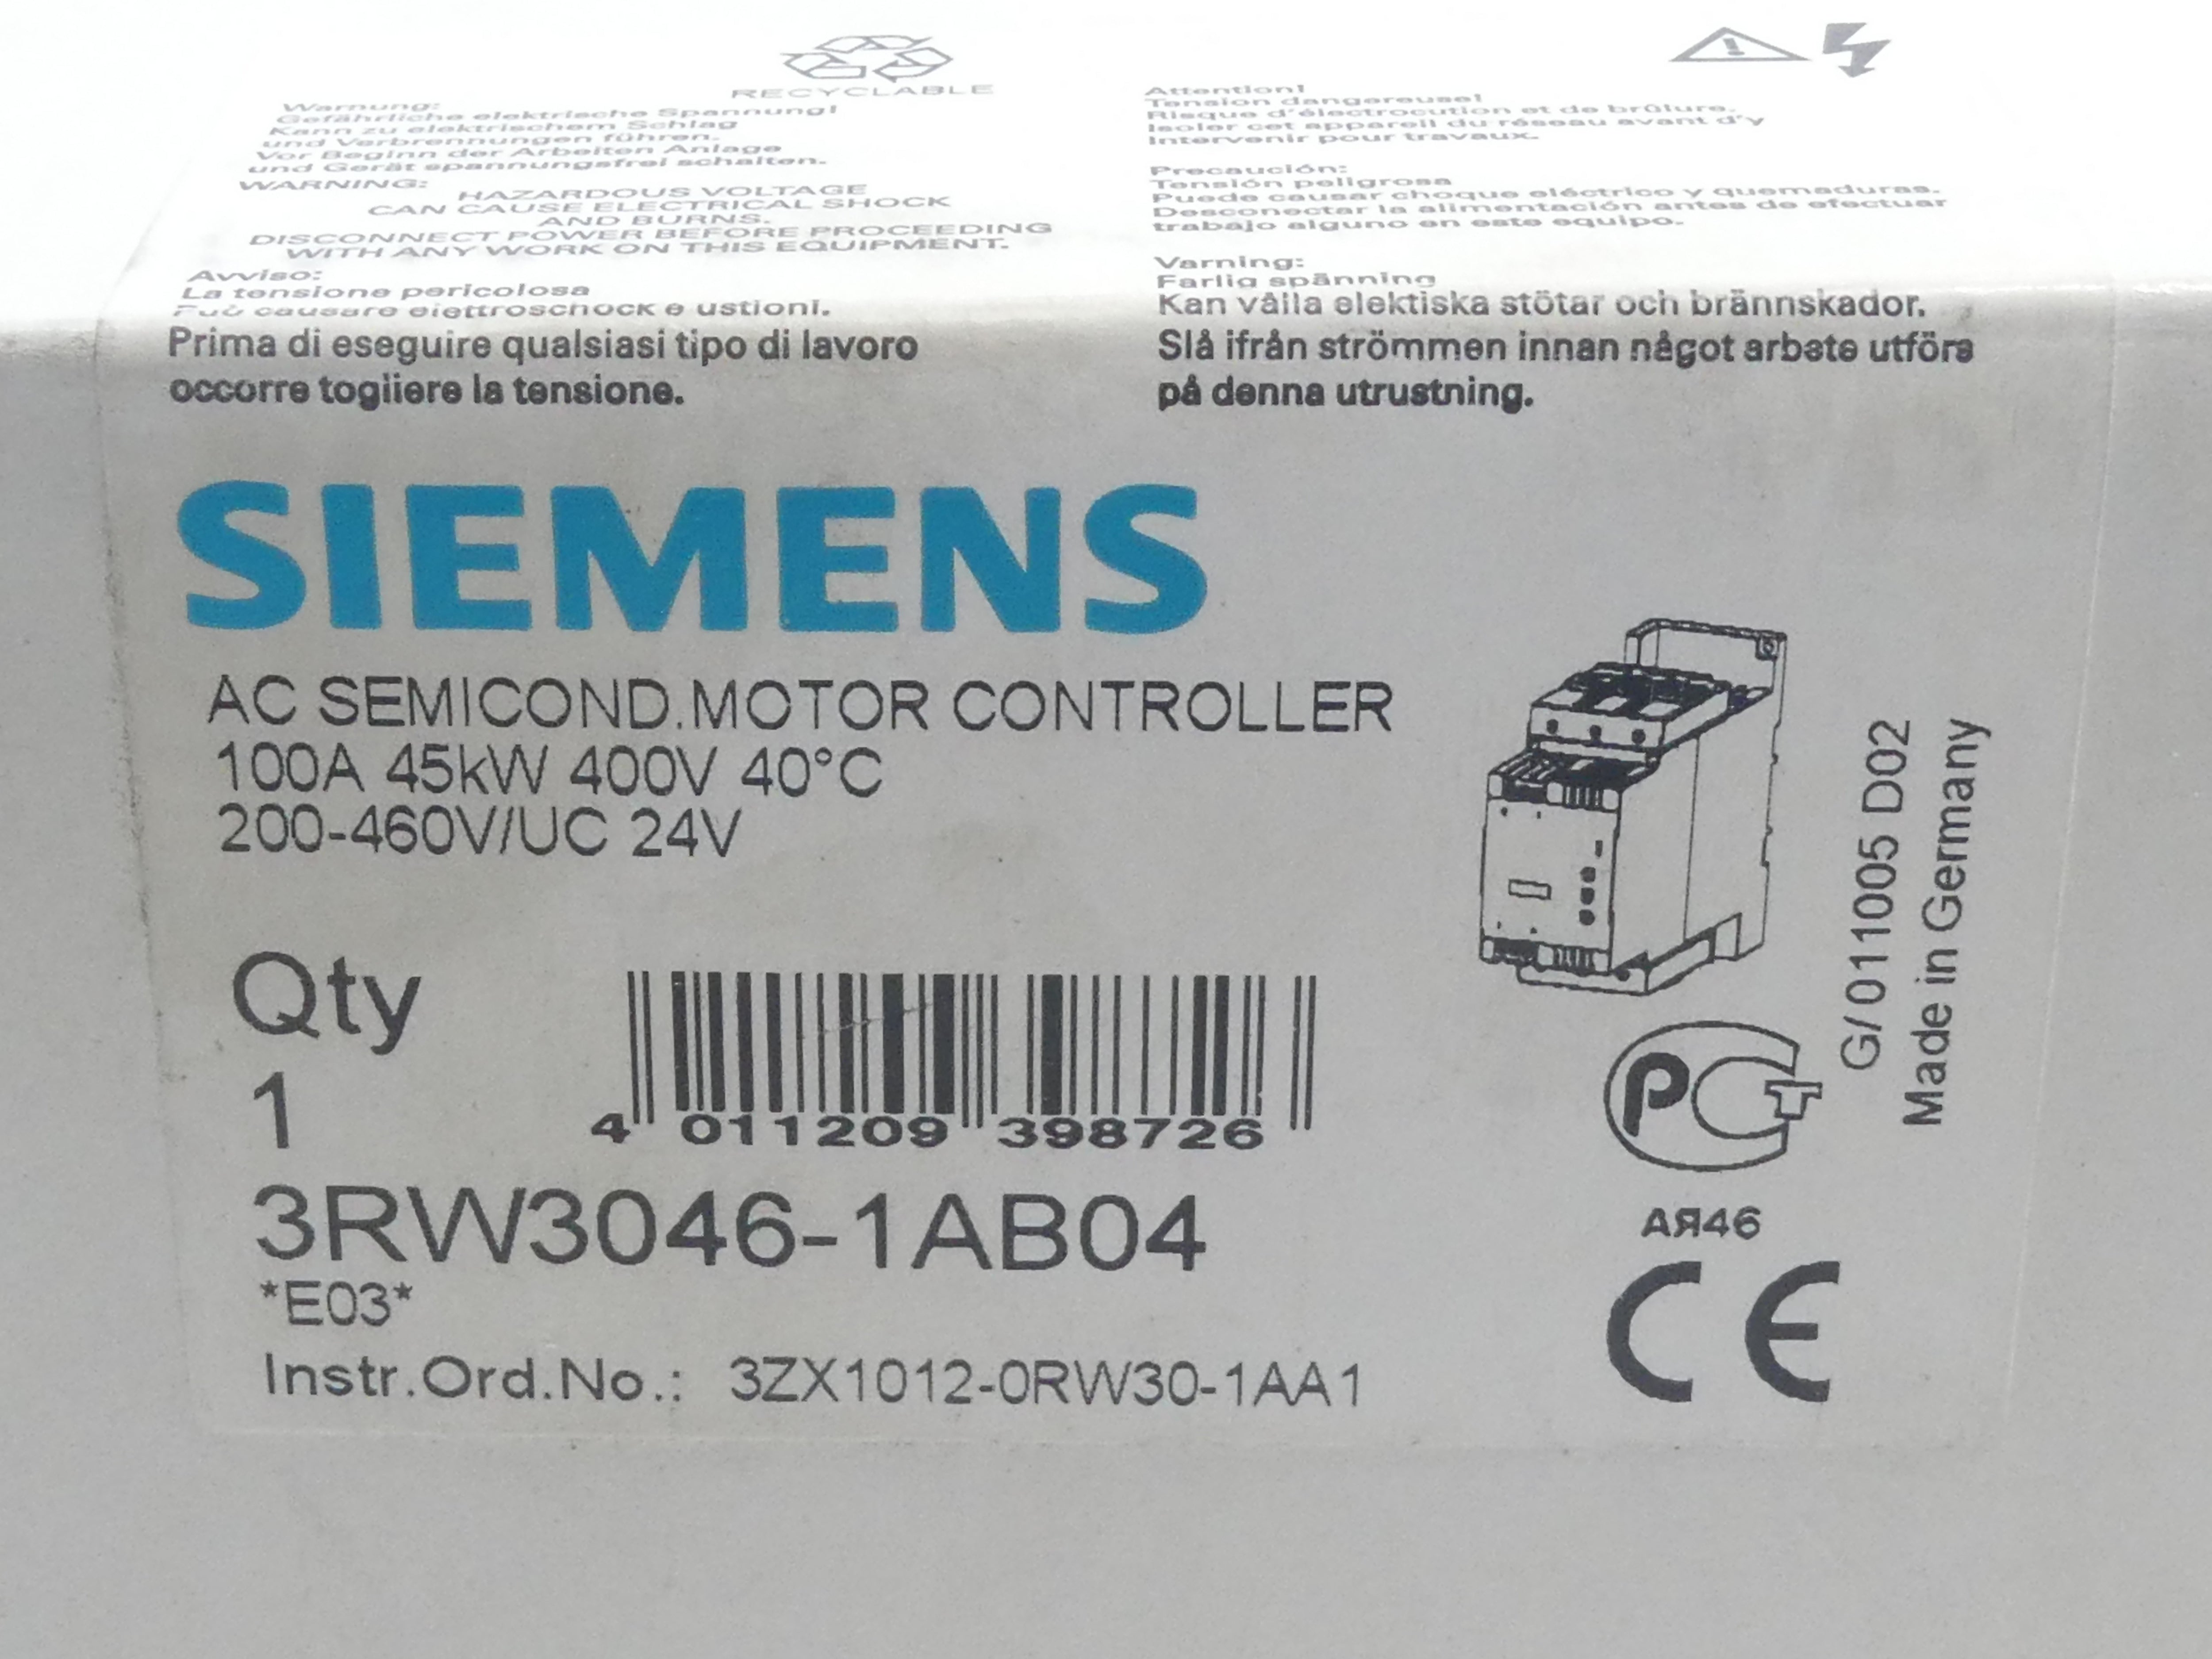 RECYCLABLE
Warnung:
Gefährliche elektrische Spannung!
Kann zu elektrischem Schlag
und Verbrennungen führen.
Vor Beginn der Arbeiten Anlage
und Gerät spannungsfrei schalten.
WARNING:
HAZARDOUS VOLTAGE
CAN CAUSE ELECTRICAL SHOCK
AND BURNS.
DISCONNECT POWER BEFORE PROCEEDING
WITH ANY WORK ON THIS EQUIPMENT.
Avviso:
La tensione pericolosa
Può causare elettroschock e ustioni.
Prima di eseguire qualsiasi tipo di lavoro
occorre togliere la tensione.
Attention!
Tension dangereuse!
Risque d'électrocution et de brûlure.
Isoler cet appareil du réseau avant d'y
intervenir pour travaux.
Precaución:
Tensión peligrosa
Puede causar choque eléctrico y quemaduras.
Desconectar la alimentación antes de efectuar
trabajo alguno en este equipo.
Varning:
Farlig spänning
Kan vålla elektiska stötar och brännskador.
Slå ifrån strömmen innan något arbete utförs
på denna utrustning.
SIEMENS
AC SEMICOND.MOTOR CONTROLLER
100A 45kW 400V 40°C
200-460V/UC 24V
Qty
1
4 011209 398726
3RW3046-1AB04
*E03*
Instr.Ord.No.: 3ZX1012-0RW30-1AA1
G/ 011005 D02
Made in Germany
АЯ46
CE